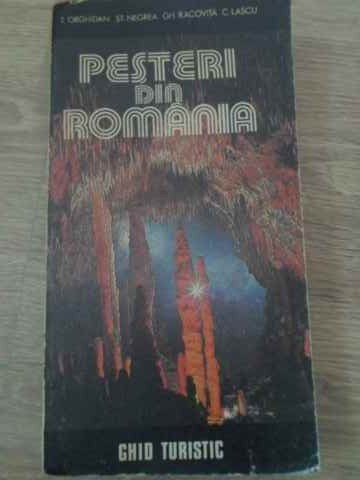 T. ORGHIDAN ŞT. NEGREA GH. RACOVIŢĂ C. LASCU
PEŞTERI
DIN
ROMÂNIA
GHID TURISTIC